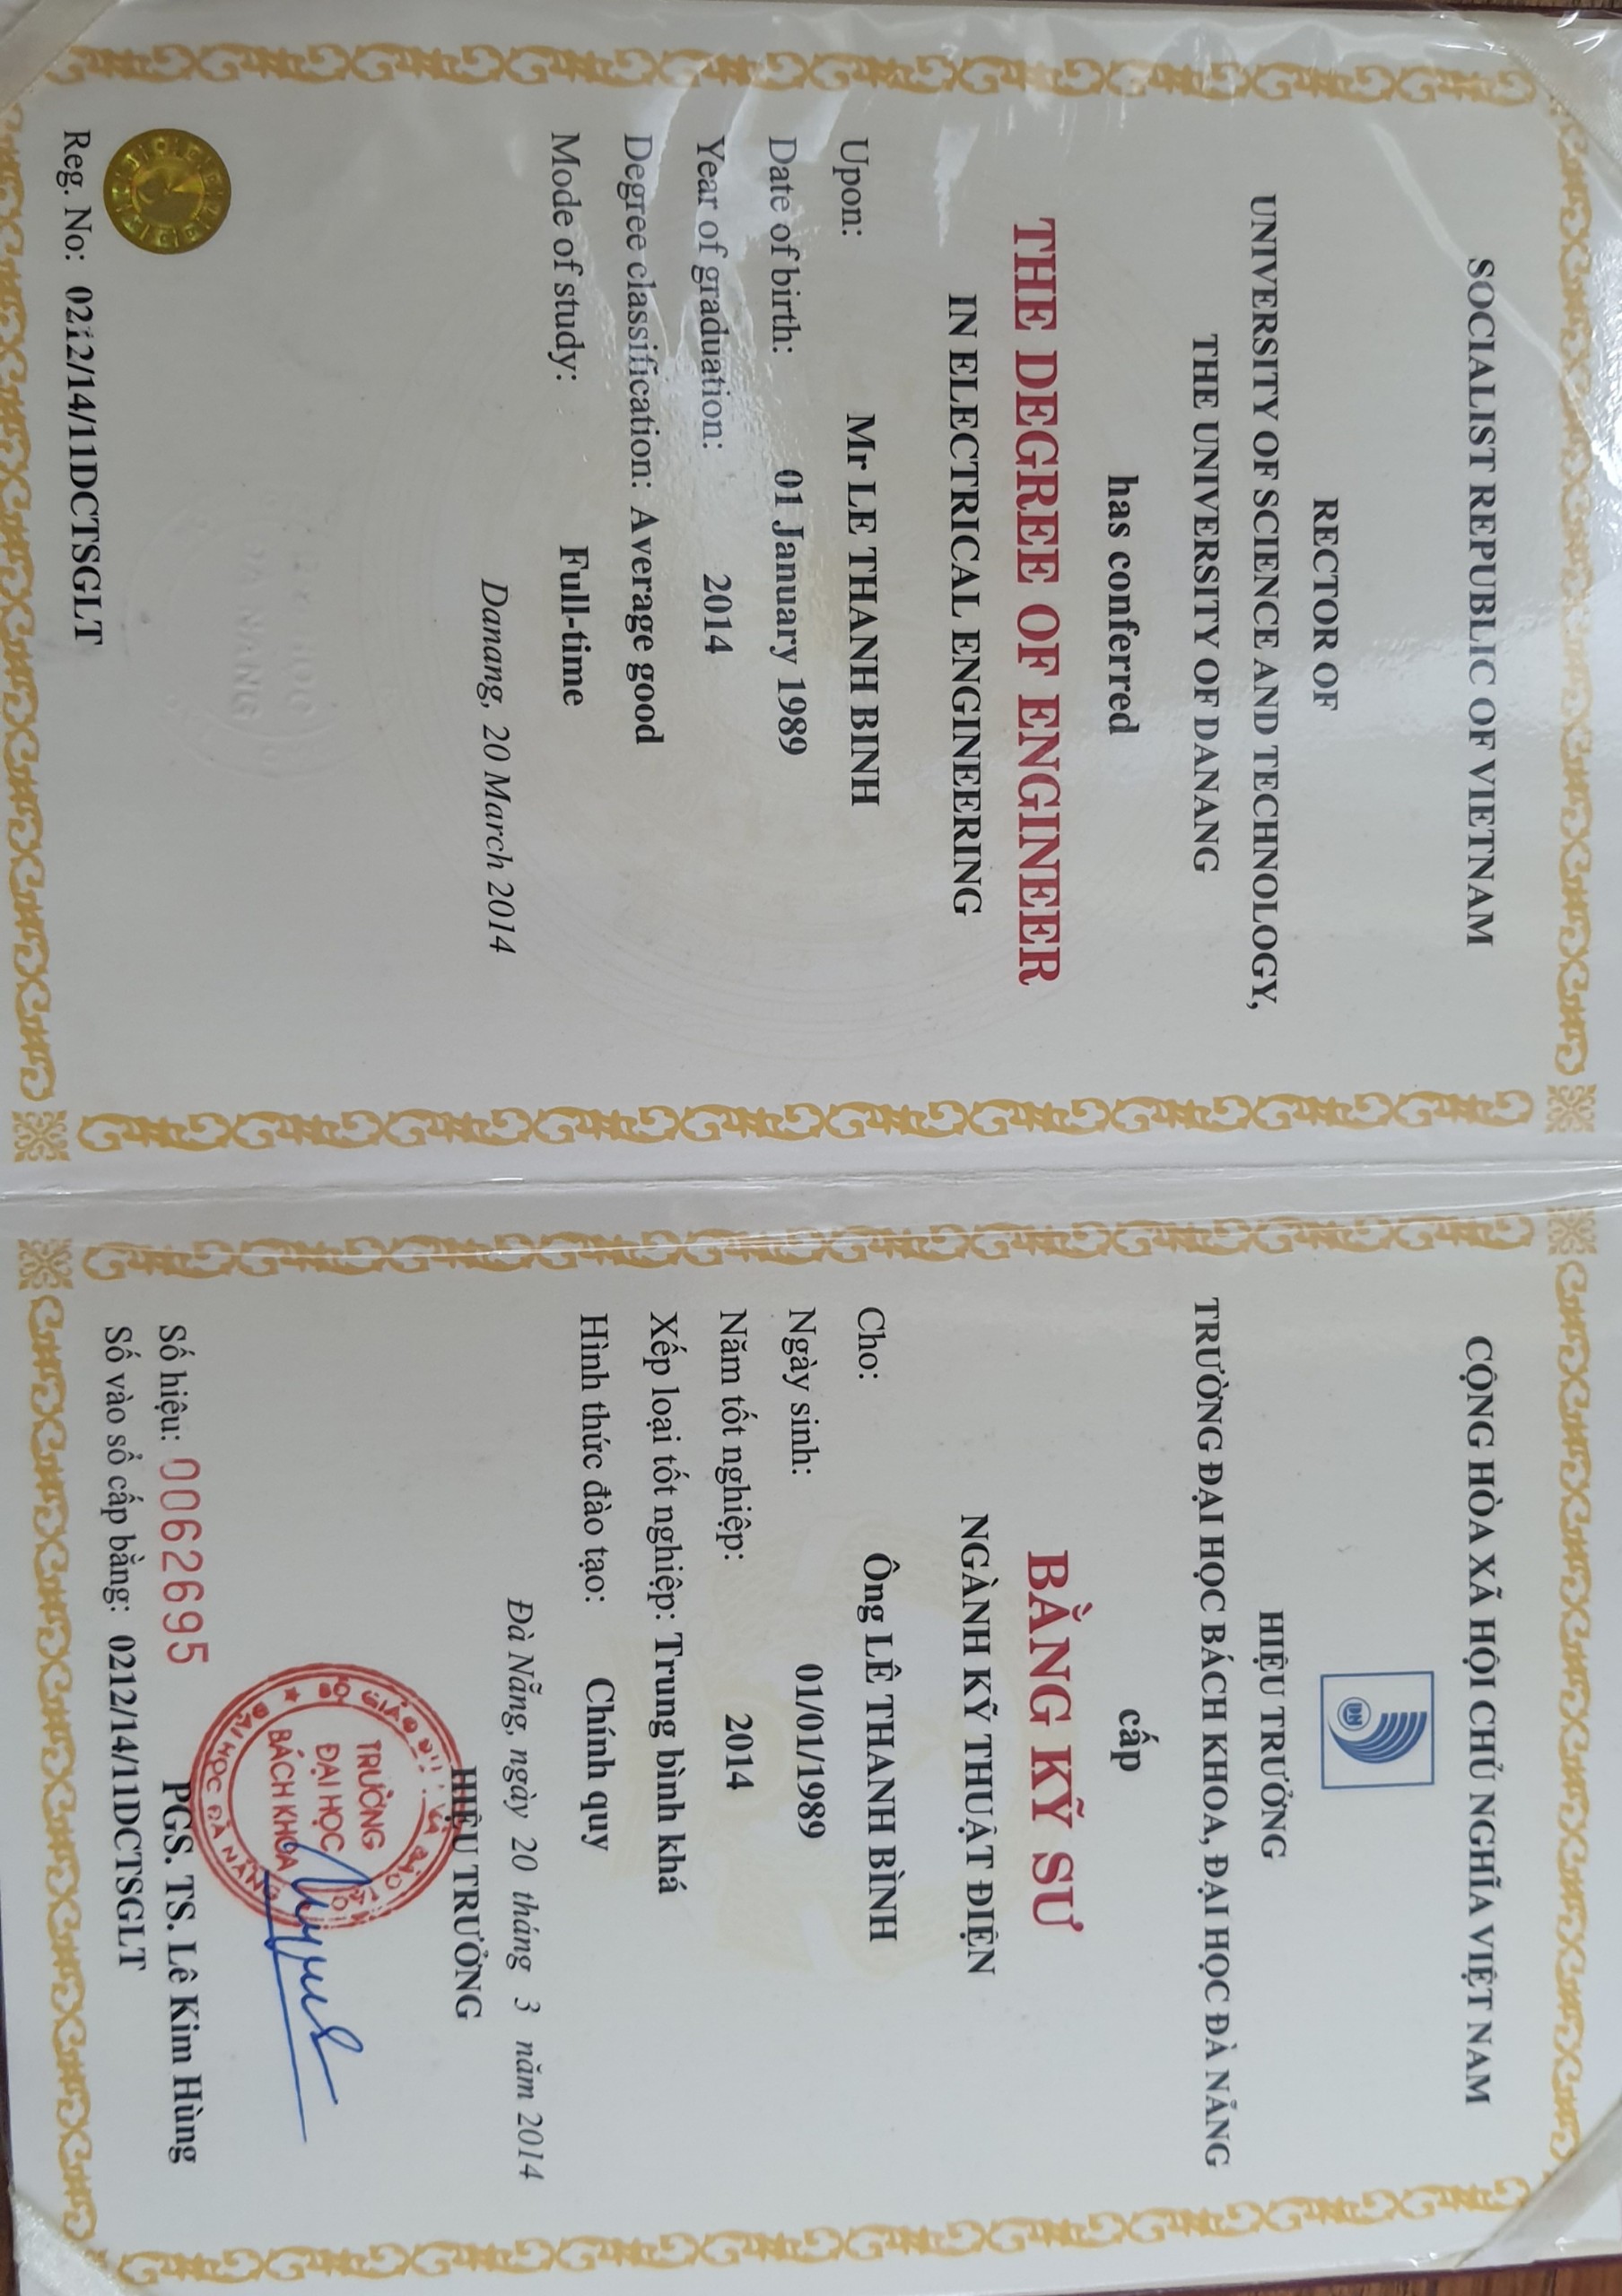 SOCIALIST REPUBLIC OF VIETNAM
RECTOR OF
UNIVERSITY OF SCIENCE AND TECHNOLOGY,
THE UNIVERSITY OF DANANG
has conferred
THE DEGREE OF ENGINEER
IN ELECTRICAL ENGINEERING
Upon: Mr LE THANH BINH
Date of birth: 01 January 1989
Year of graduation: 2014
Degree classification: Average good
Mode of study: Full-time
Danang, 20 March 2014
Reg. No: 0212/14/11DCTSGLT
CỘNG HÒA XÃ HỘI CHỦ NGHĨA VIỆT NAM
ĐN
HIỆU TRƯỞNG
TRƯỜNG ĐẠI HỌC BÁCH KHOA, ĐẠI HỌC ĐÀ NẴNG
cấp
BẰNG KỸ SƯ
NGÀNH KỸ THUẬT ĐIỆN
Cho: Ông LÊ THANH BÌNH
Ngày sinh: 01/01/1989
Năm tốt nghiệp: 2014
Xếp loại tốt nghiệp: Trung bình khá
Hình thức đào tạo: Chính quy
Đà Nẵng, ngày 20 tháng 3 năm 2014
HIỆU TRƯỞNG
TRƯỜNG
ĐẠI HỌC
BÁCH KHOA
ĐẠI HỌC ĐÀ NẴNG
Số hiệu: 0062695
PGS. TS. Lê Kim Hùng
Số vào sổ cấp bằng: 0212/14/11DCTSGLT